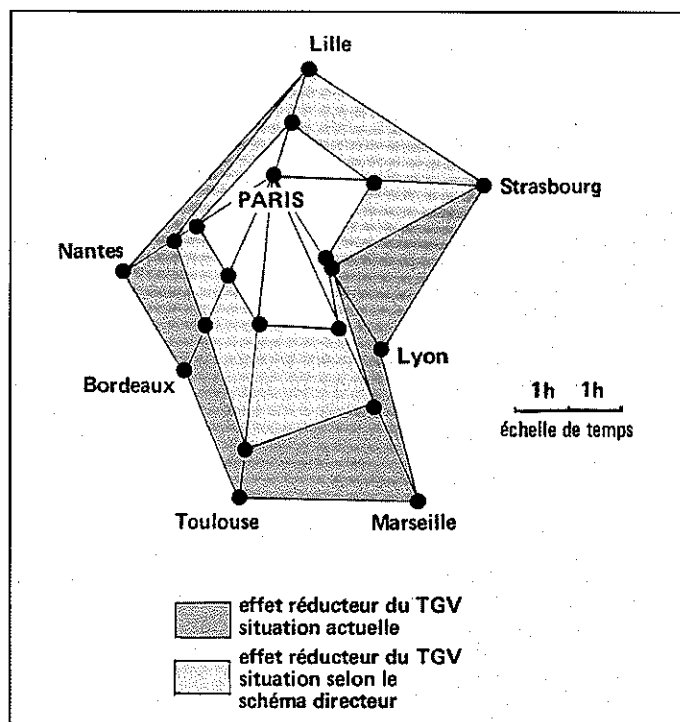 Lille
PARIS
Strasbourg
Nantes
Lyon
Bordeaux
1h 1h
échelle de temps
Toulouse
Marseille
effet réducteur du TGV
situation actuelle
effet réducteur du TGV
situation selon le
schéma directeur